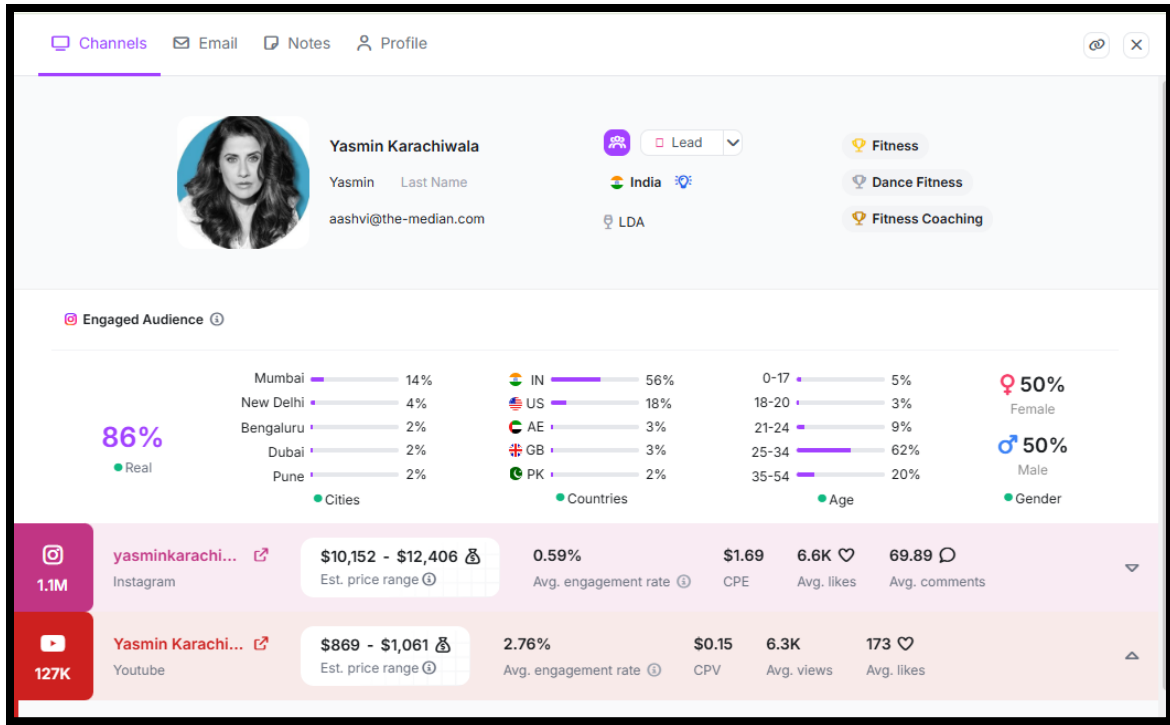 Channels Email Notes Profile
Yasmin Karachiwala
Yasmin Last Name
aashvi@the-median.com
Lead
India
LDA
Fitness
Dance Fitness
Fitness Coaching
Engaged Audience
86%
Real
Mumbai 14%
New Delhi 4%
Bengaluru 2%
Dubai 2%
Pune 2%
Cities
IN 56%
US 18%
AE 3%
GB 3%
PK 2%
Countries
0-17 5%
18-20 3%
21-24 9%
25-34 62%
35-54 20%
Age
50%
Female
50%
Male
Gender
1.1M
yasminkarachi...
Instagram
$10,152 - $12,406
Est. price range
0.59%
Avg. engagement rate
$1.69
CPE
6.6K
Avg. likes
69.89
Avg. comments
127K
Yasmin Karachi...
Youtube
$869 - $1,061
Est. price range
2.76%
Avg. engagement rate
$0.15
CPV
6.3K
Avg. views
173
Avg. likes